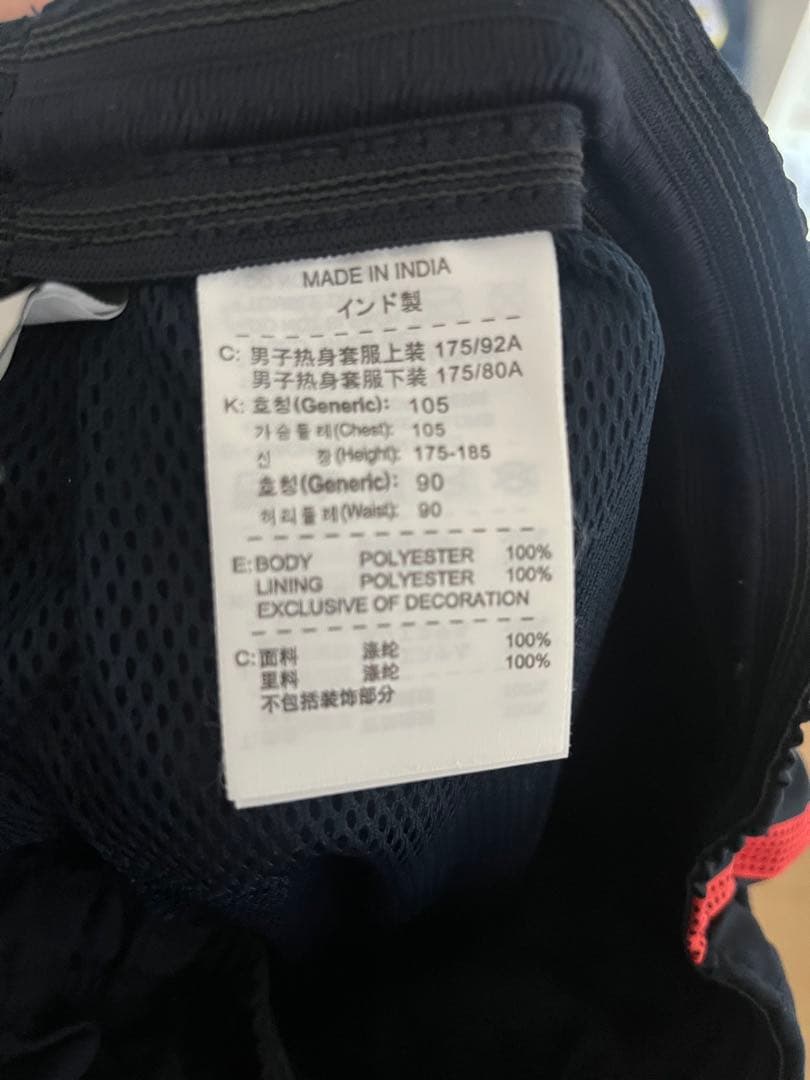 MADE IN INDIA
インド製
C: 男子热身套服上装 175/92A
男子热身套服下装 175/80A
K: 호칭(Generic): 105
가슴둘레(Chest): 105
신 장(Height): 175-185
호칭(Generic): 90
허리둘레(Waist): 90
E: BODY POLYESTER 100%
LINING POLYESTER 100%
EXCLUSIVE OF DECORATION
C: 面料 涤纶 100%
里料 涤纶 100%
不包括装饰部分